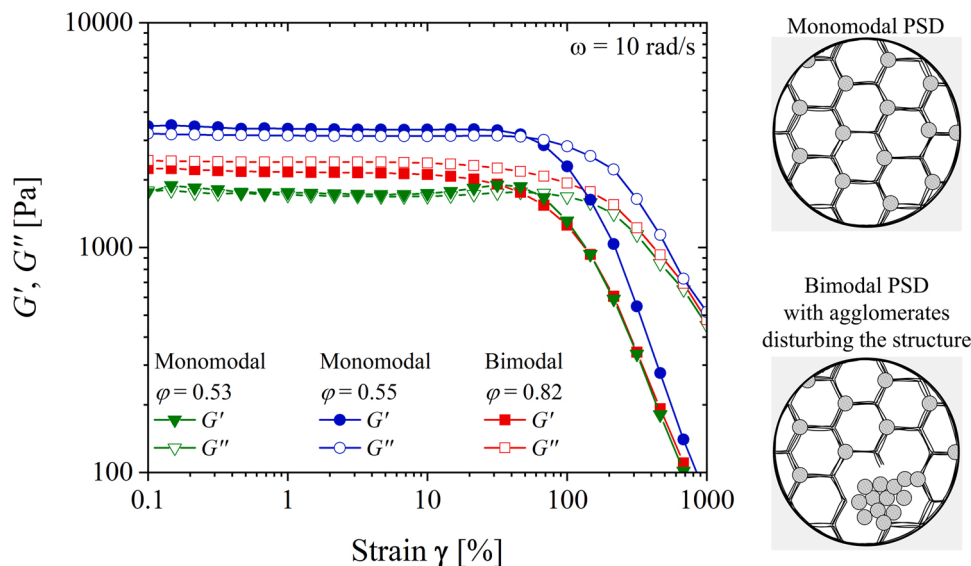 10000
1000
100
G′, G″ [Pa]
ω = 10 rad/s
Monomodal
φ = 0.53
G′
G″
Monomodal
φ = 0.55
G′
G″
Bimodal
φ = 0.82
G′
G″
0.1
1
10
100
1000
Strain γ [%]
Monomodal PSD
Bimodal PSD
with agglomerates
disturbing the structure